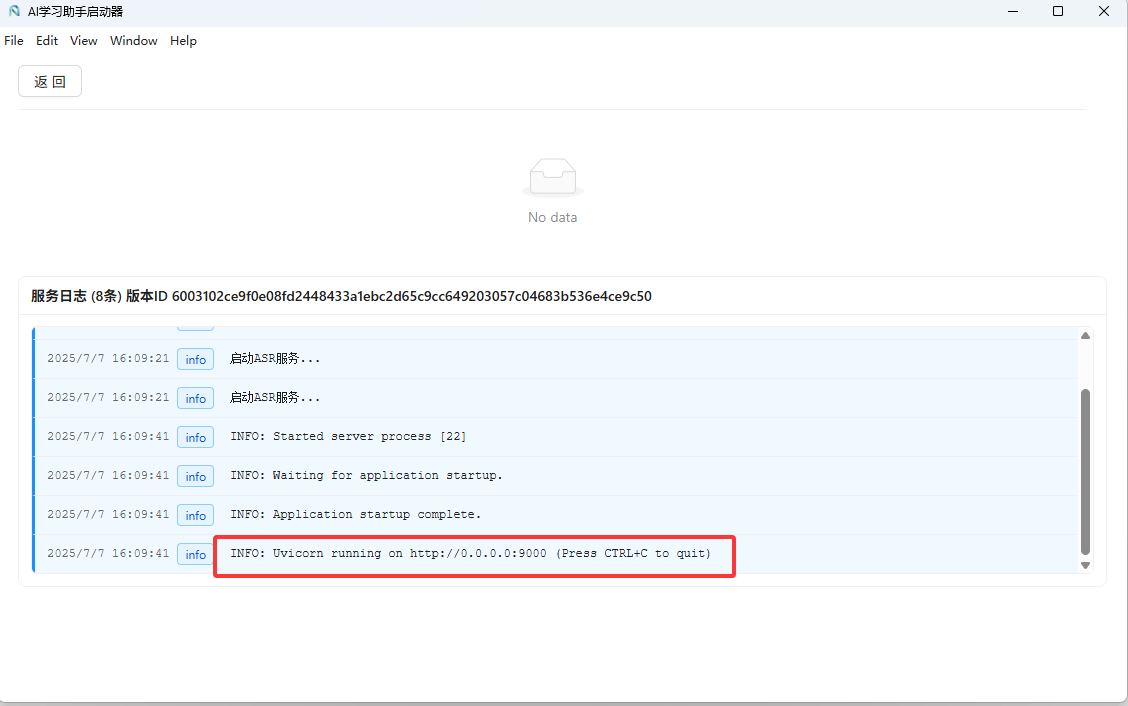 AI学习助手启动器
File Edit View Window Help
返 回
No data
服务日志 (8条) 版本ID 6003102ce9f0e08fd2448433a1ebc2d65c9cc649203057c04683b536e4ce9c50
2025/7/7 16:09:21 info 启动ASR服务...
2025/7/7 16:09:21 info 启动ASR服务...
2025/7/7 16:09:41 info INFO: Started server process [22]
2025/7/7 16:09:41 info INFO: Waiting for application startup.
2025/7/7 16:09:41 info INFO: Application startup complete.
2025/7/7 16:09:41 info INFO: Uvicorn running on http://0.0.0.0:9000 (Press CTRL+C to quit)